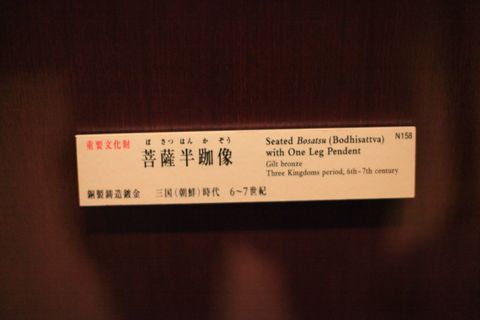 重要文化財
ぼさつはんかぞう
菩薩半跏像
銅製鋳造鍍金 三国(朝鮮)時代 6~7世紀
Seated Bosatsu (Bodhisattva)
with One Leg Pendent
Gilt bronze
Three Kingdoms period, 6th-7th century
N158